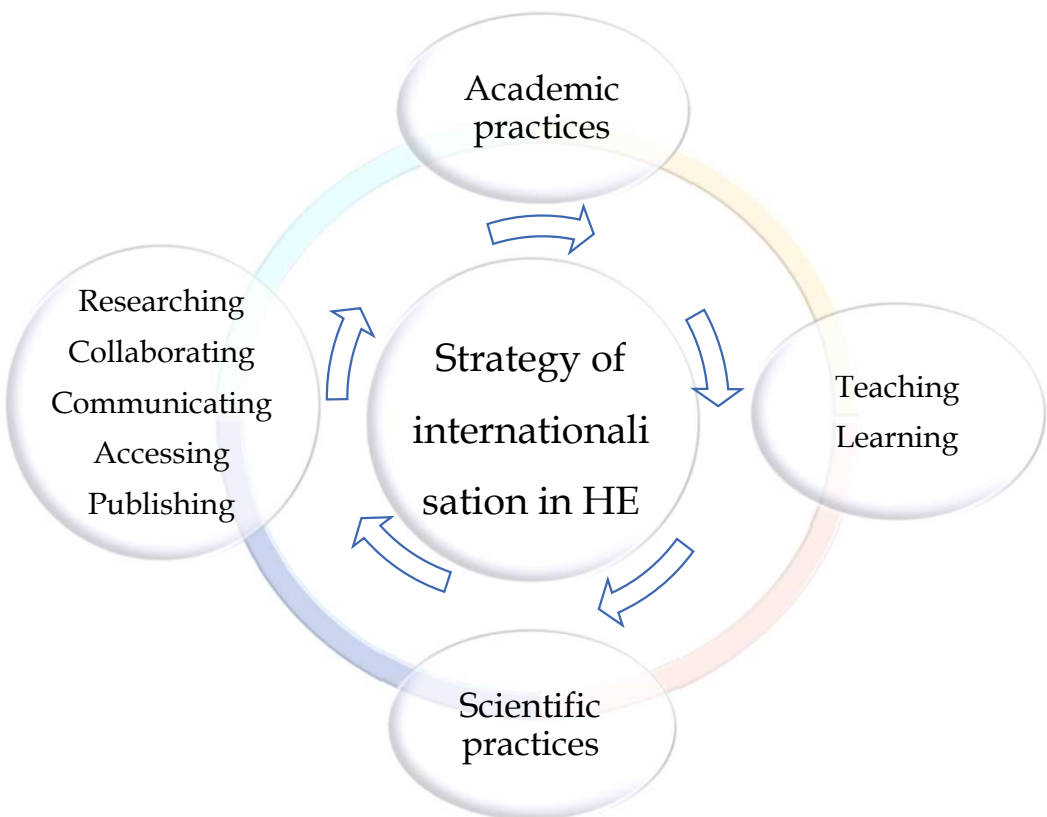 Academic
practices
Researching
Collaborating
Communicating
Accessing
Publishing
Strategy of
internationali
sation in HE
Teaching
Learning
Scientific
practices